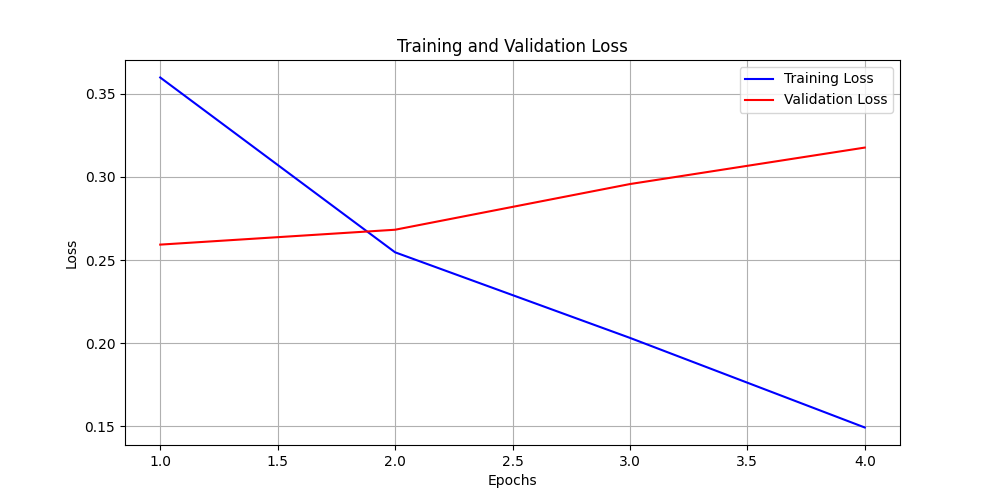 Training and Validation Loss
Training Loss
Validation Loss
Loss
0.35
0.30
0.25
0.20
0.15
1.0 1.5 2.0 2.5 3.0 3.5 4.0
Epochs